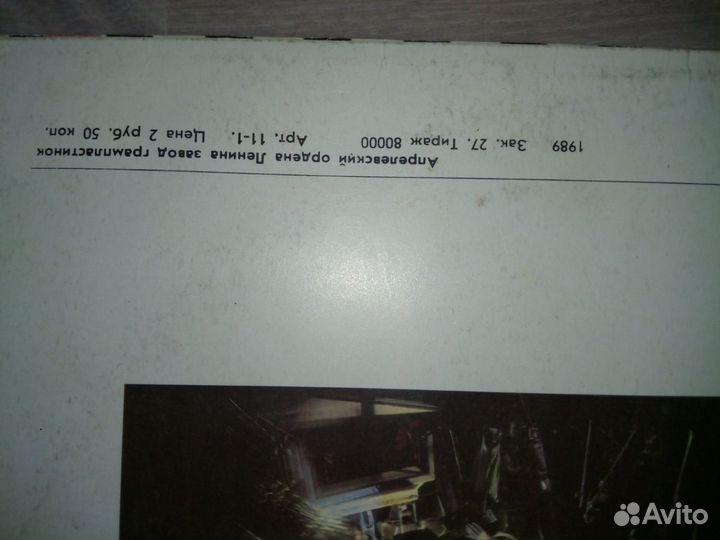 Апрелевский ордена Ленина завод грампластинок
1989 Зак. 27. Тираж 80000 Арт. 11-1. Цена 2 руб. 50 коп.
Avito